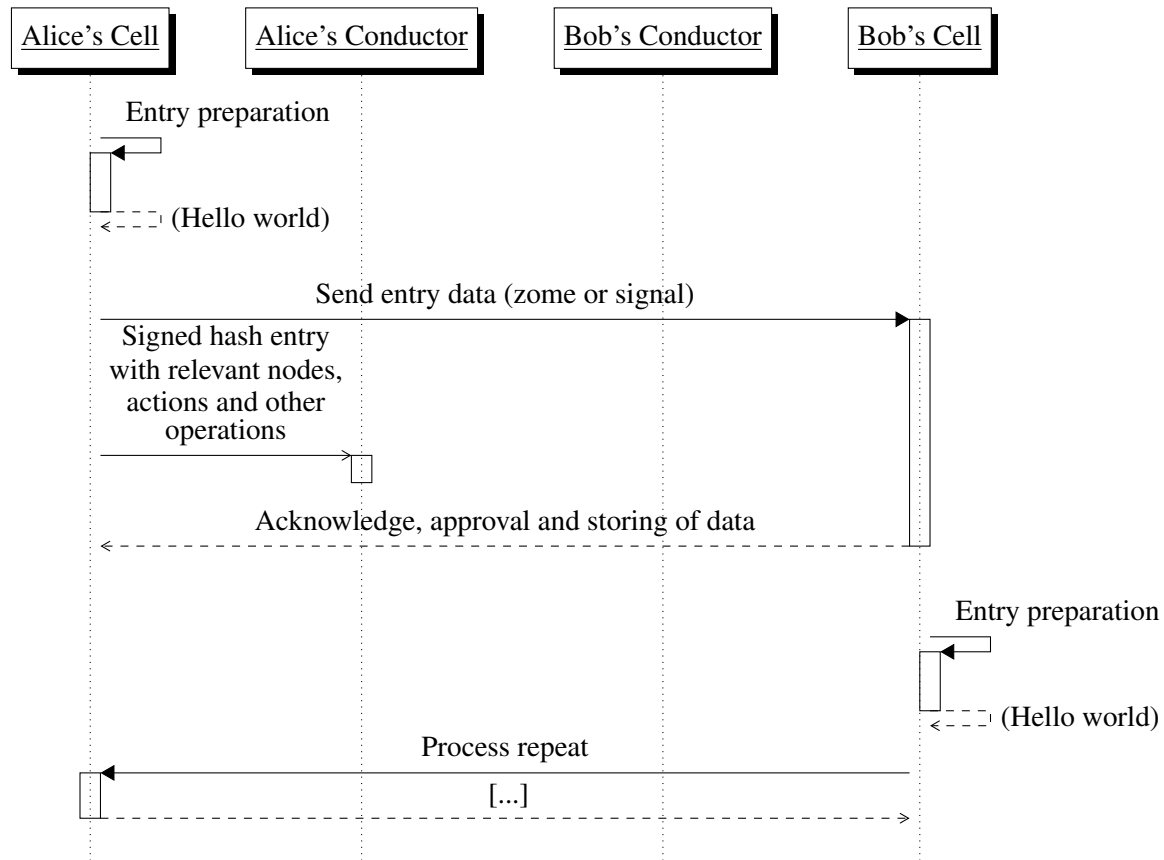 Alice's Cell
Alice's Conductor
Bob's Conductor
Bob's Cell
Entry preparation
(Hello world)
Send entry data (zome or signal)
Signed hash entry
with relevant nodes,
actions and other
operations
Acknowledge, approval and storing of data
Entry preparation
(Hello world)
Process repeat
[...]